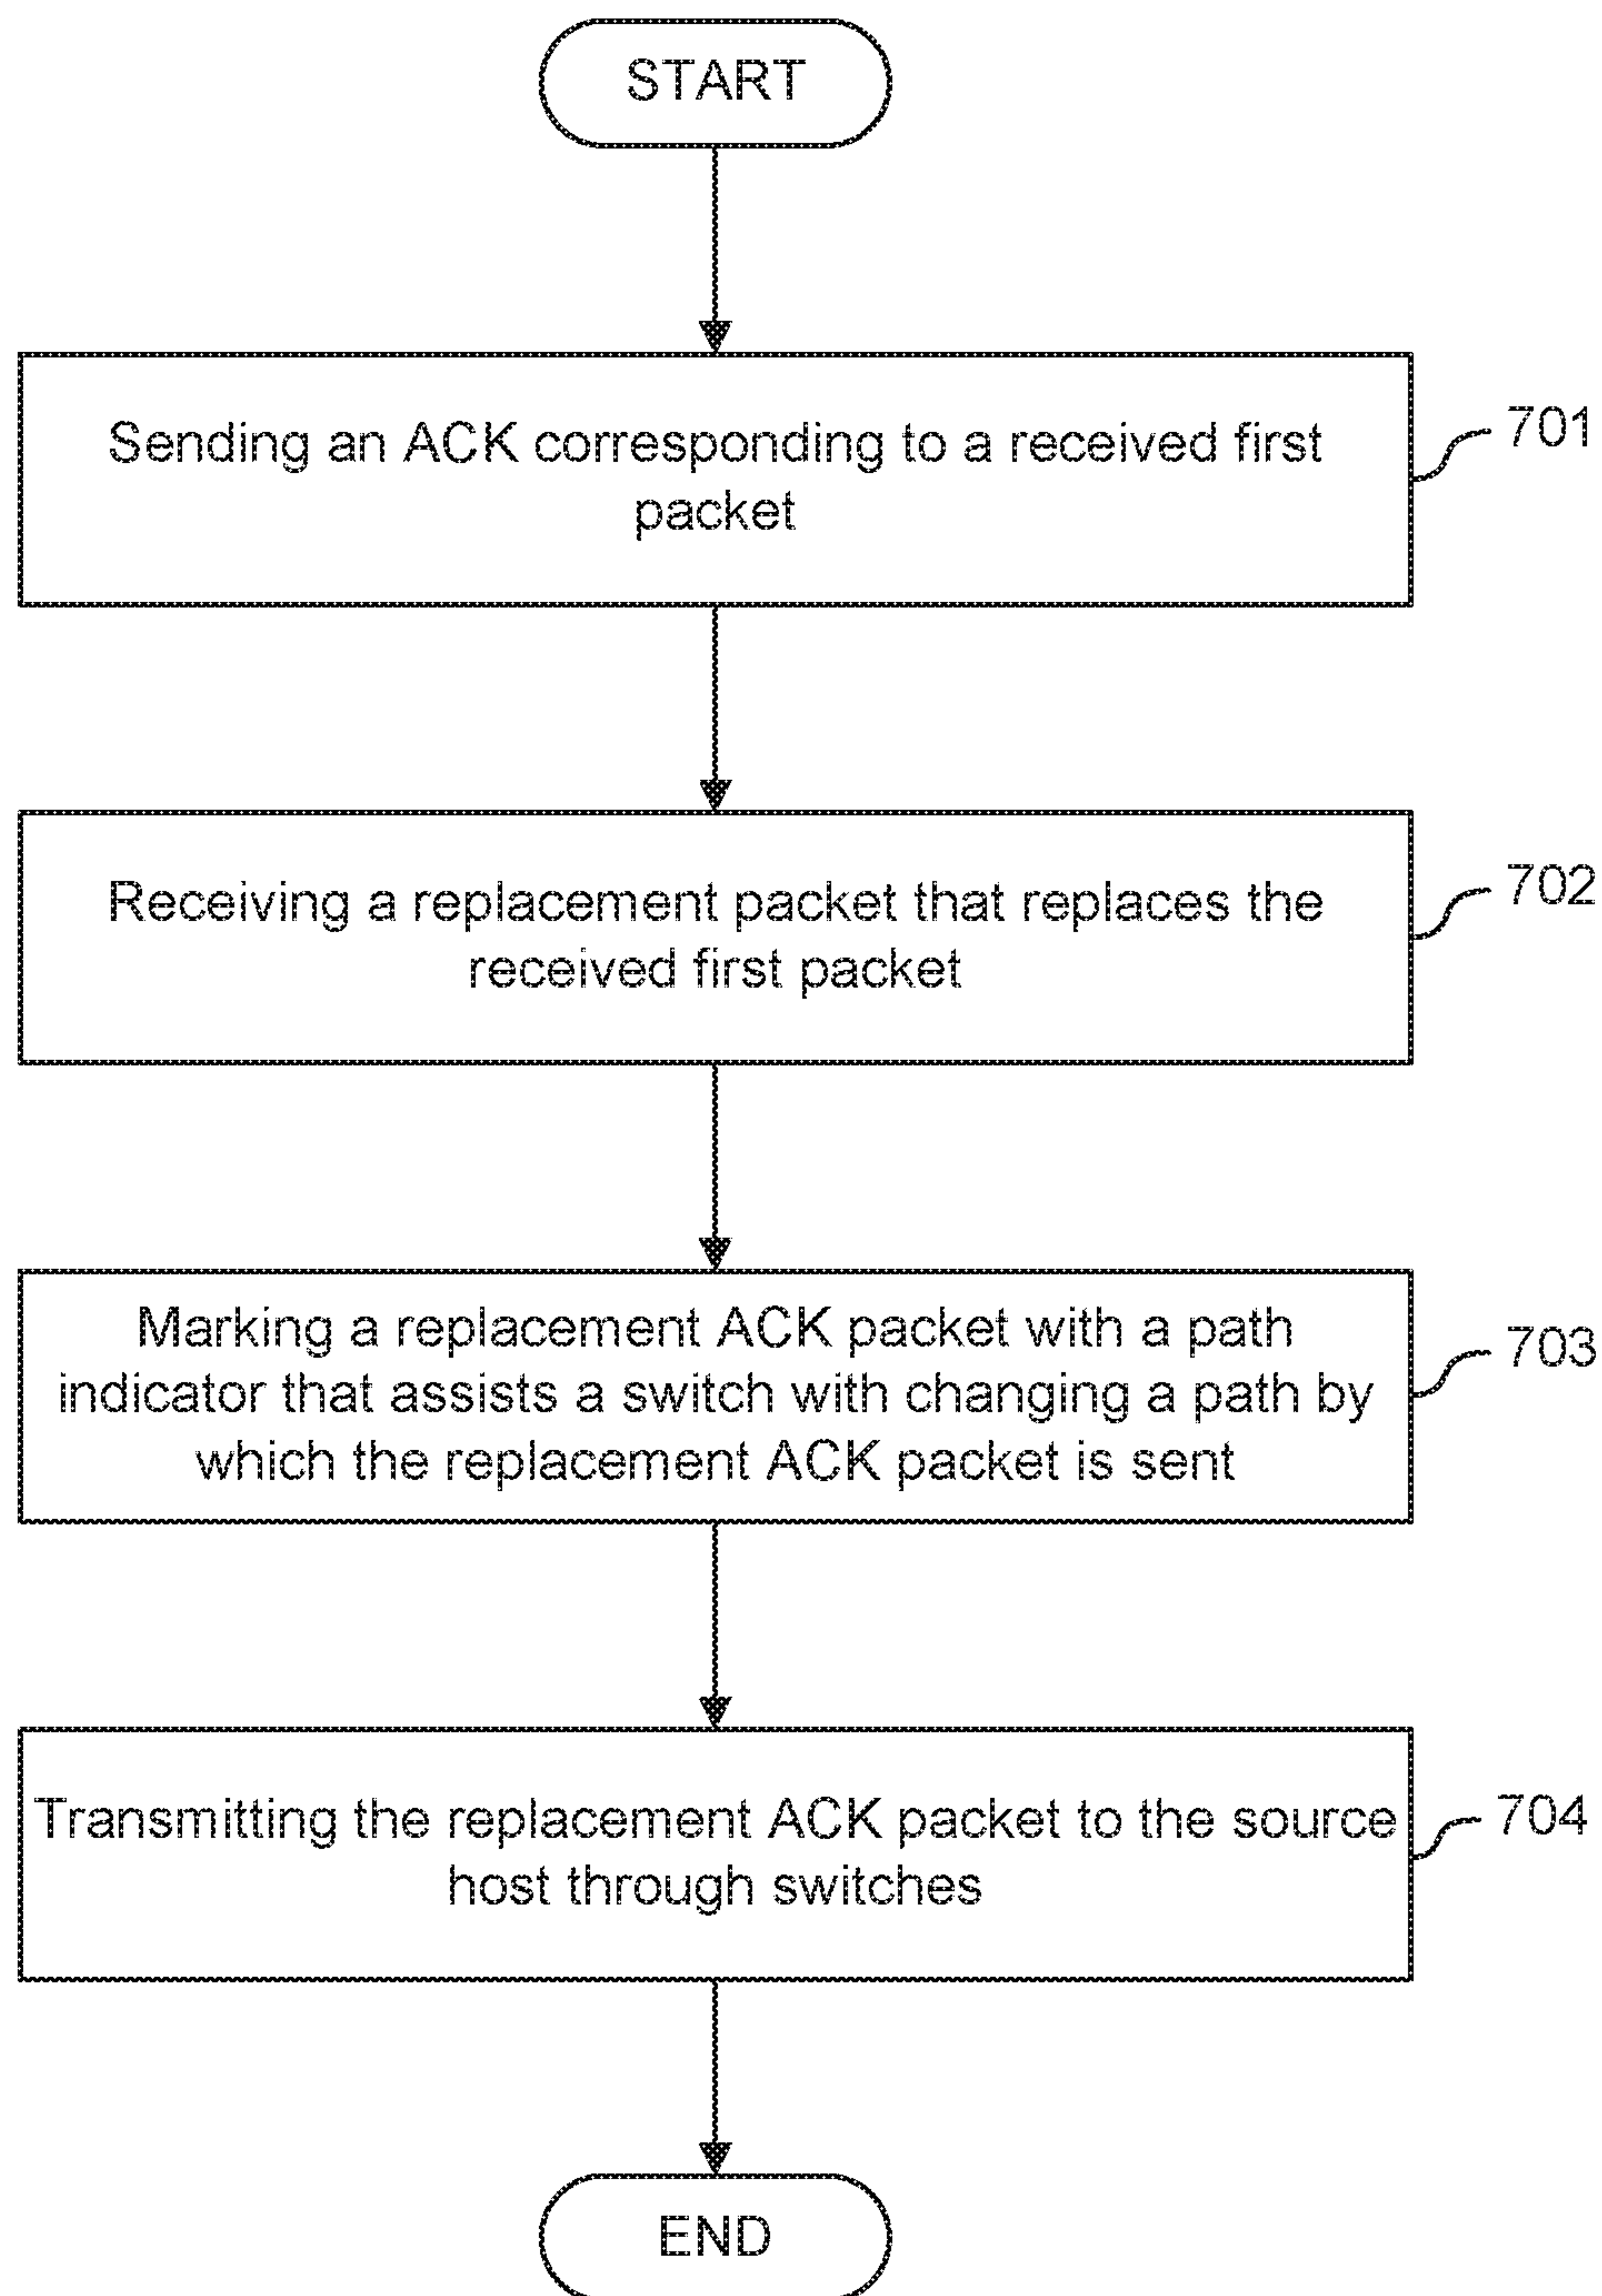 START
Sending an ACK corresponding to a received first
packet
701
Receiving a replacement packet that replaces the
received first packet
702
Marking a replacement ACK packet with a path
indicator that assists a switch with changing a path by
which the replacement ACK packet is sent
703
Transmitting the replacement ACK packet to the source
host through switches
704
END